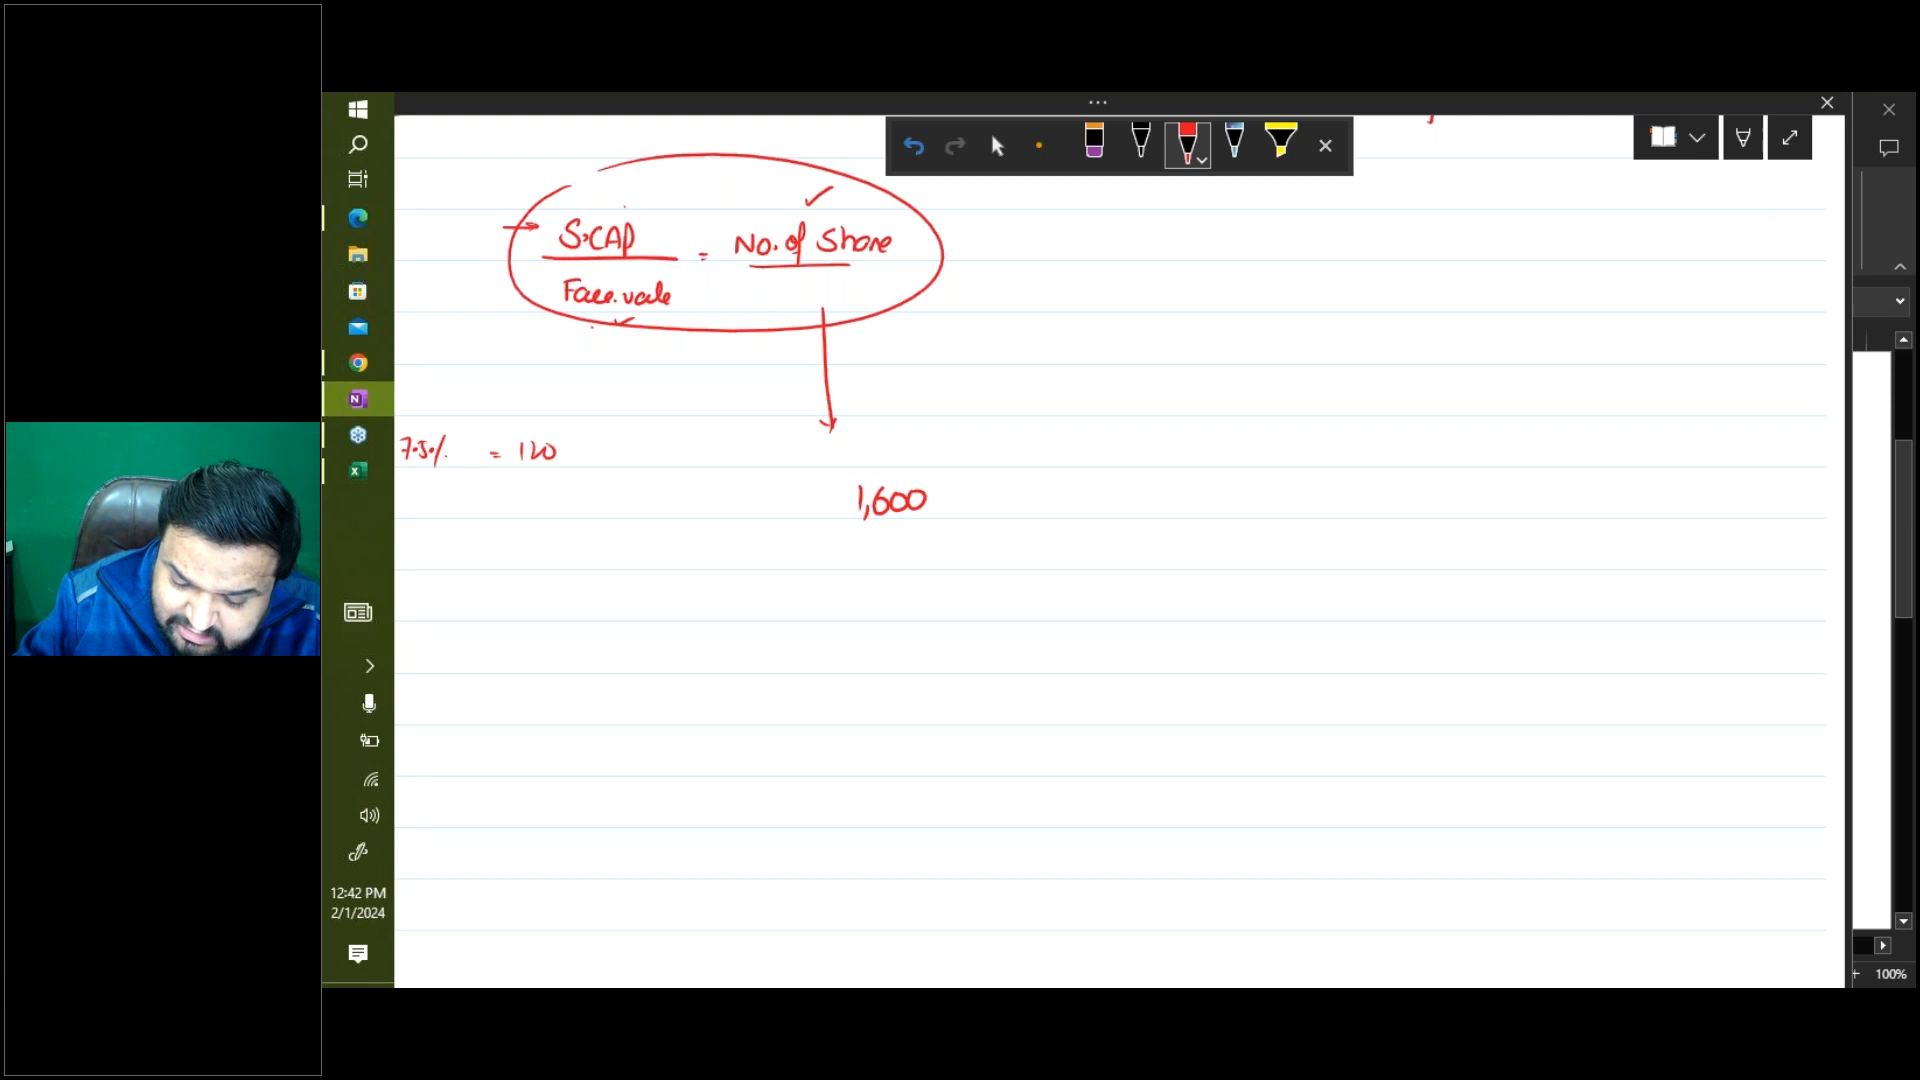 S.CAP = No. of Share
Face. vale
7.5% = 120
1,600
12:42 PM
2/1/2024
100%